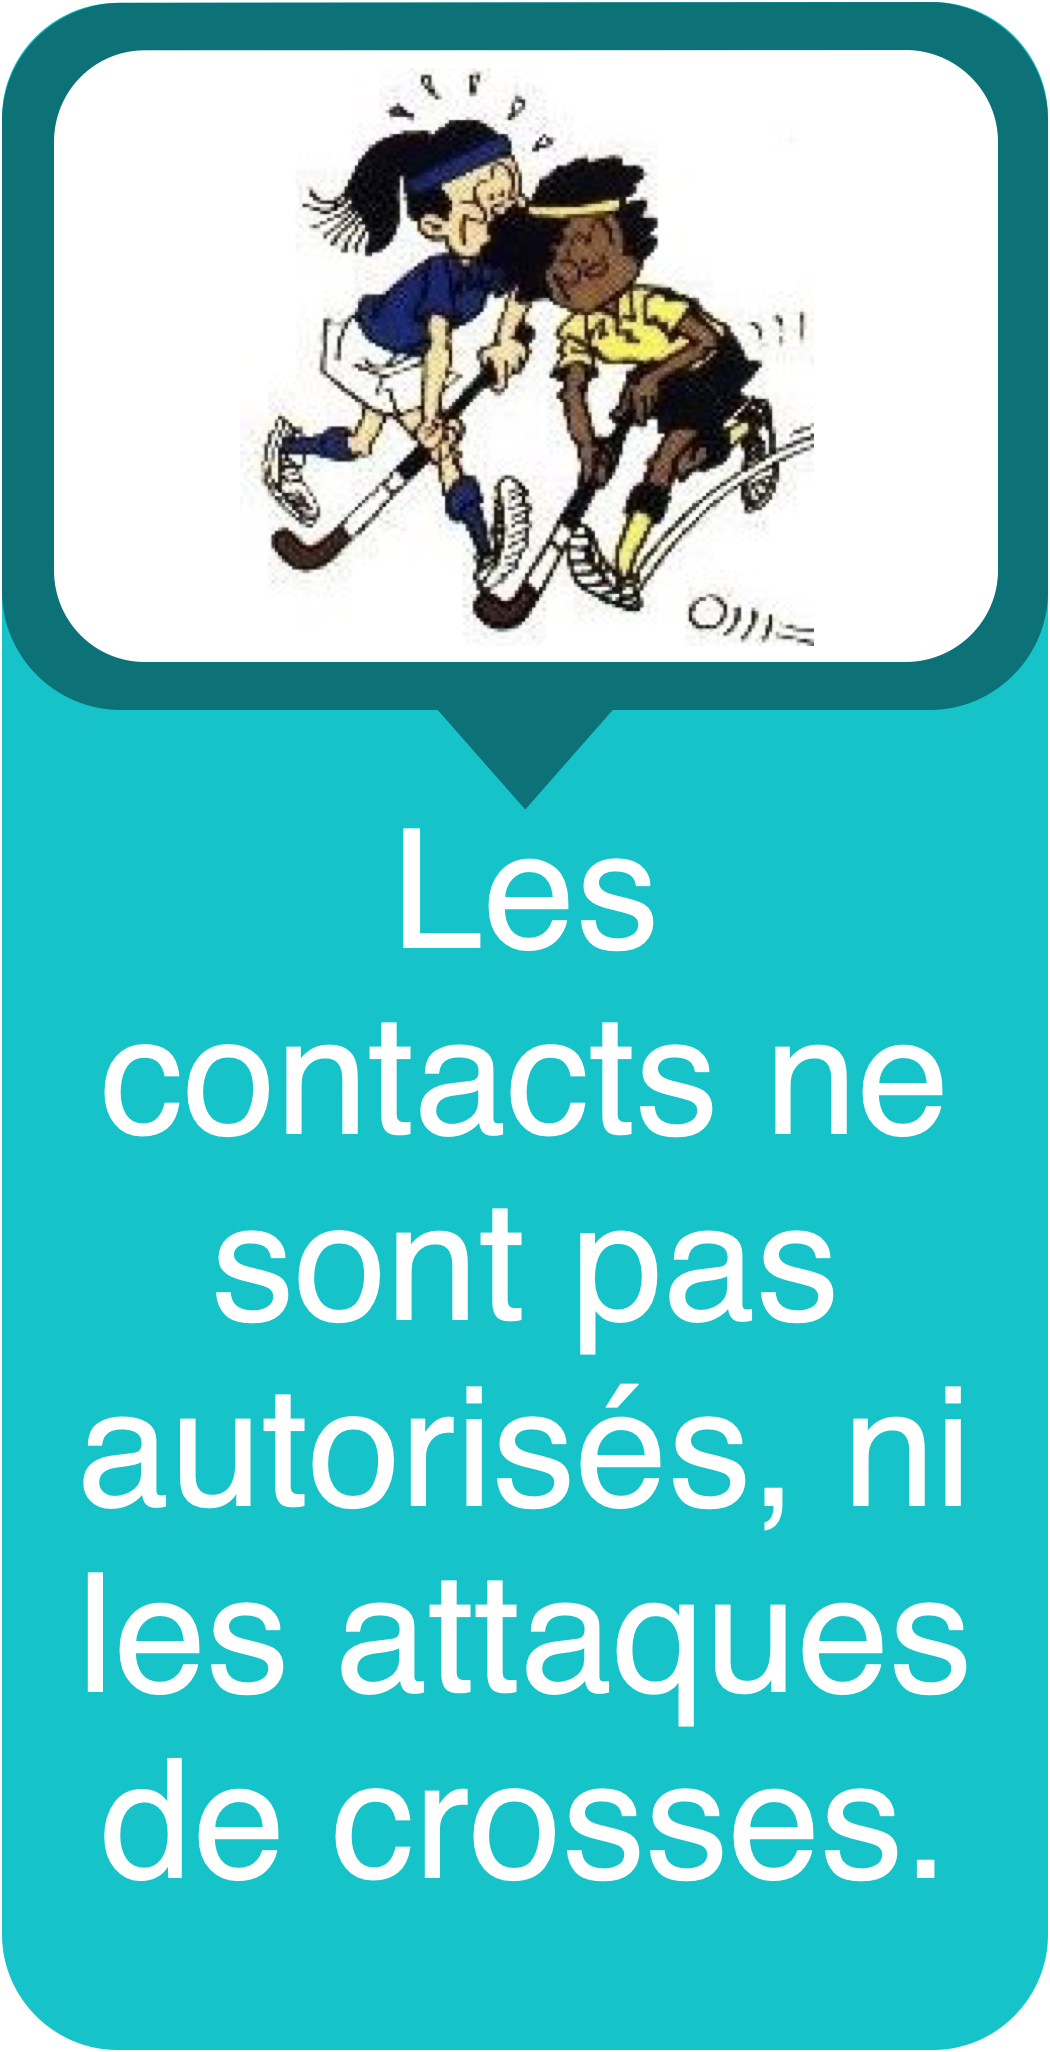 Les
contacts ne
sont pas
autorisés, ni
les attaques
de crosses.